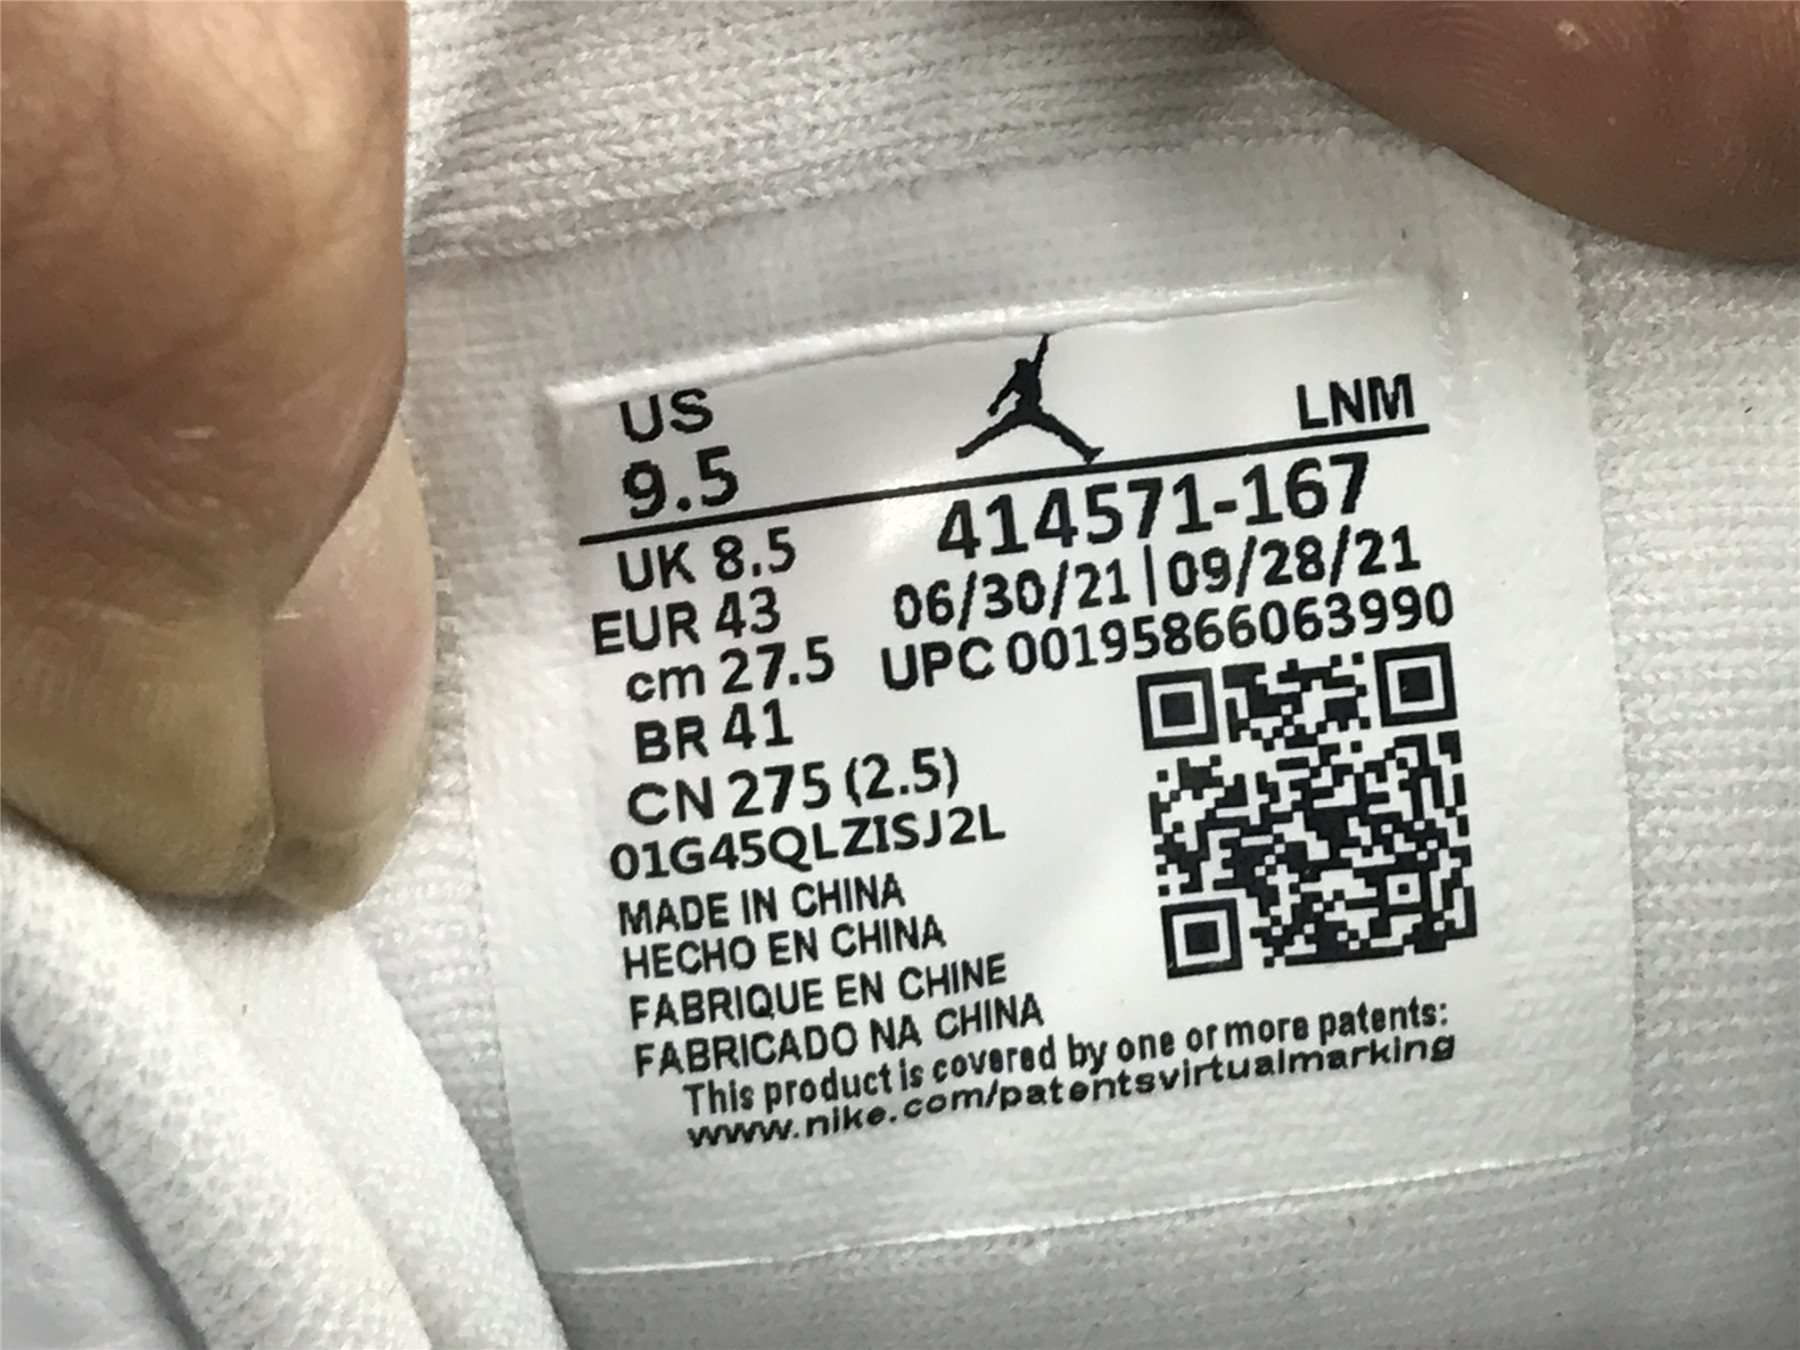 US
LNM
9.5
414571-167
UK 8.5
06/30/21 | 09/28/21
EUR 43
UPC 00195866063990
cm 27.5
BR 41
CN 275 (2.5)
01G45QLZISJ2L
MADE IN CHINA
HECHO EN CHINA
FABRIQUE EN CHINE
FABRICADO NA CHINA
This product is covered by one or more patents:
www.nike.com/patentsvirtualmarking